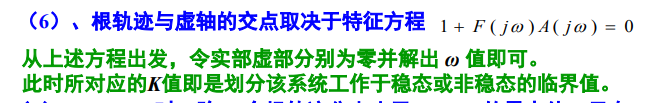 （6）、根轨迹与虚轴的交点取决于特征方程 1 + F(jω)A(jω) = 0
从上述方程出发，令实部虚部分别为零并解出 ω 值即可。
此时所对应的K值即是划分该系统工作于稳态或非稳态的临界值。